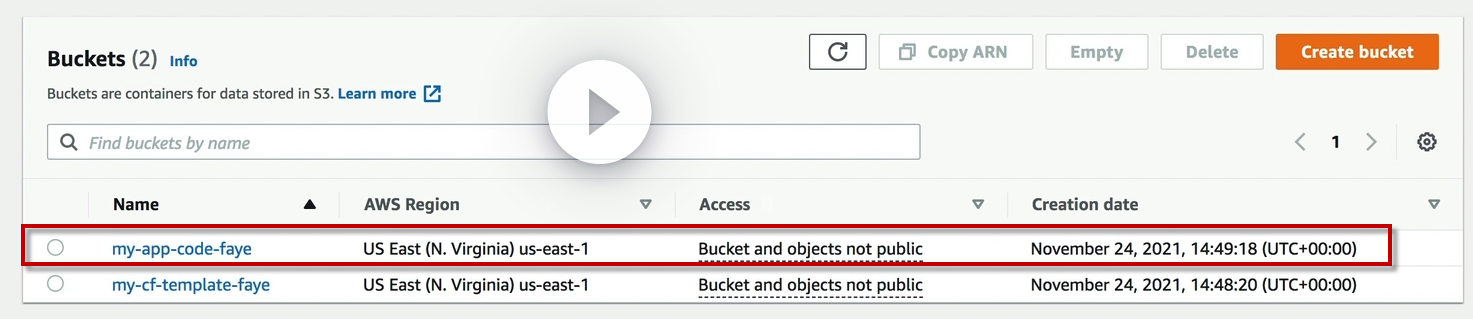 Buckets (2) Info
Copy ARN Empty Delete Create bucket
Buckets are containers for data stored in S3. Learn more
Find buckets by name
1
Name AWS Region Access Creation date
my-app-code-faye US East (N. Virginia) us-east-1 Bucket and objects not public November 24, 2021, 14:49:18 (UTC+00:00)
my-cf-template-faye US East (N. Virginia) us-east-1 Bucket and objects not public November 24, 2021, 14:48:20 (UTC+00:00)